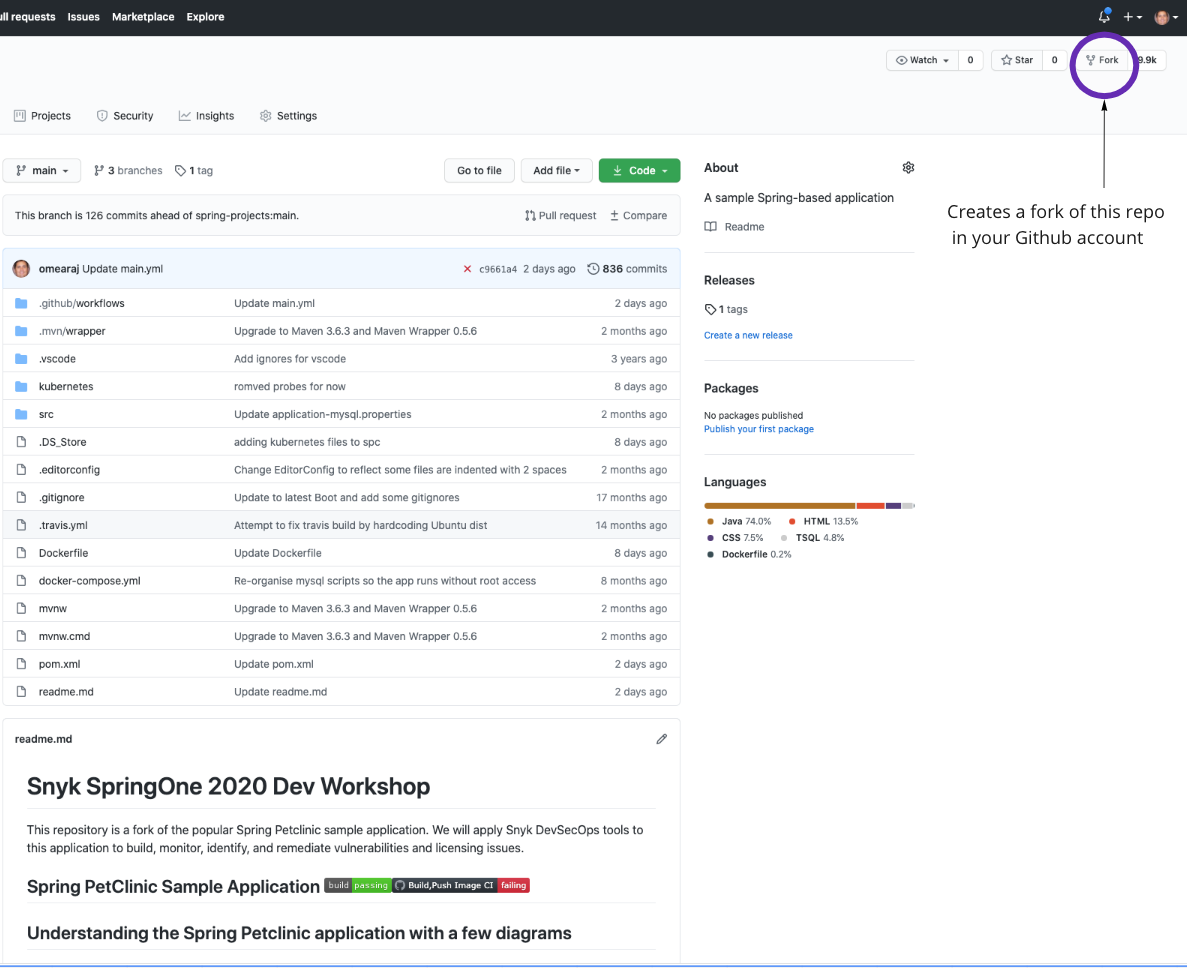 ull requests Issues Marketplace Explore
Watch 0 Star 0 Fork 9.9k
Projects Security Insights Settings
main 3 branches 1 tag Go to file Add file Code
This branch is 126 commits ahead of spring-projects:main. Pull request Compare
omearaj Update main.yml c9661a4 2 days ago 836 commits
.github/workflows Update main.yml 2 days ago
.mvn/wrapper Upgrade to Maven 3.6.3 and Maven Wrapper 0.5.6 2 months ago
.vscode Add ignores for vscode 3 years ago
kubernetes romved probes for now 8 days ago
src Update application-mysql.properties 2 months ago
.DS_Store adding kubernetes files to spc 8 days ago
.editorconfig Change EditorConfig to reflect some files are indented with 2 spaces 2 months ago
.gitignore Update to latest Boot and add some gitignores 17 months ago
.travis.yml Attempt to fix travis build by hardcoding Ubuntu dist 14 months ago
Dockerfile Update Dockerfile 8 days ago
docker-compose.yml Re-organise mysql scripts so the app runs without root access 8 months ago
mvnw Upgrade to Maven 3.6.3 and Maven Wrapper 0.5.6 2 months ago
mvnw.cmd Upgrade to Maven 3.6.3 and Maven Wrapper 0.5.6 2 months ago
pom.xml Update pom.xml 2 days ago
readme.md Update readme.md 2 days ago
readme.md
Snyk SpringOne 2020 Dev Workshop
This repository is a fork of the popular Spring Petclinic sample application. We will apply Snyk DevSecOps tools to
this application to build, monitor, identify, and remediate vulnerabilities and licensing issues.
Spring PetClinic Sample Application build passing Build,Push Image CI failing
Understanding the Spring Petclinic application with a few diagrams
About
A sample Spring-based application
Readme
Releases
1 tags
Create a new release
Packages
No packages published
Publish your first package
Languages
Java 74.0% HTML 13.5%
CSS 7.5% TSQL 4.8%
Dockerfile 0.2%
Creates a fork of this repo
in your Github account